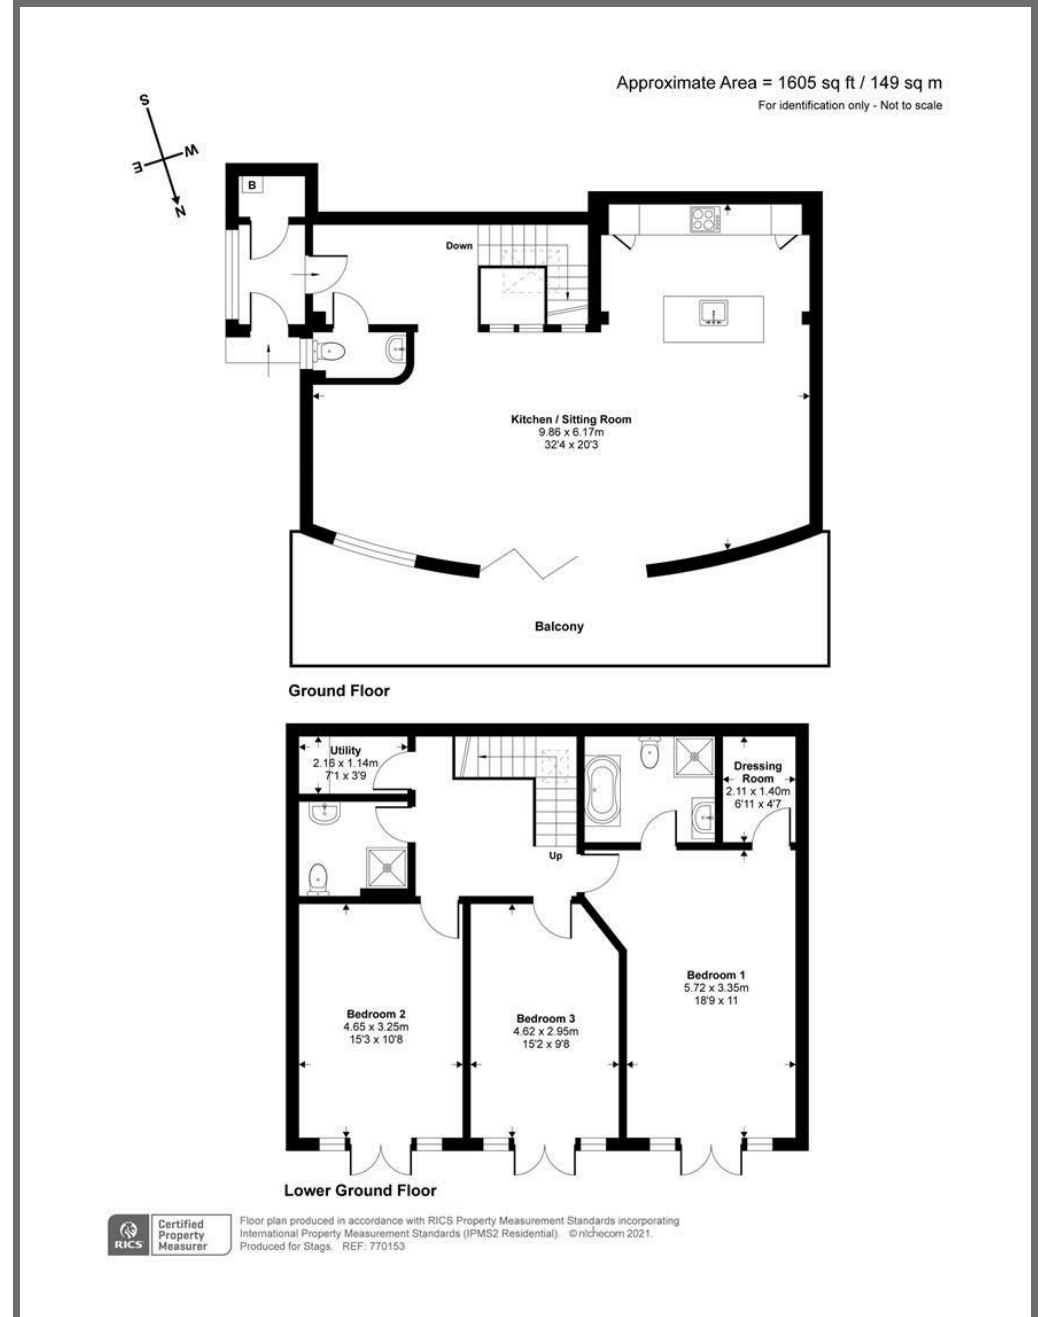 Approximate Area = 1605 sq ft / 149 sq m
For identification only - Not to scale
S
W
E
N
B
Down
Kitchen / Sitting Room
9.86 x 6.17m
32'4 x 20'3
Balcony
Ground Floor
Utility
2.16 x 1.14m
7'1 x 3'9
Dressing
Room
2.11 x 1.40m
6'11 x 4'7
Up
Bedroom 1
5.72 x 3.35m
18'9 x 11
Bedroom 2
4.65 x 3.25m
15'3 x 10'8
Bedroom 3
4.62 x 2.95m
15'2 x 9'8
Lower Ground Floor
RICS
Certified
Property
Measurer
Floor plan produced in accordance with RICS Property Measurement Standards incorporating
International Property Measurement Standards (IPMS2 Residential). © nichecom 2021.
Produced for Stags. REF: 770153